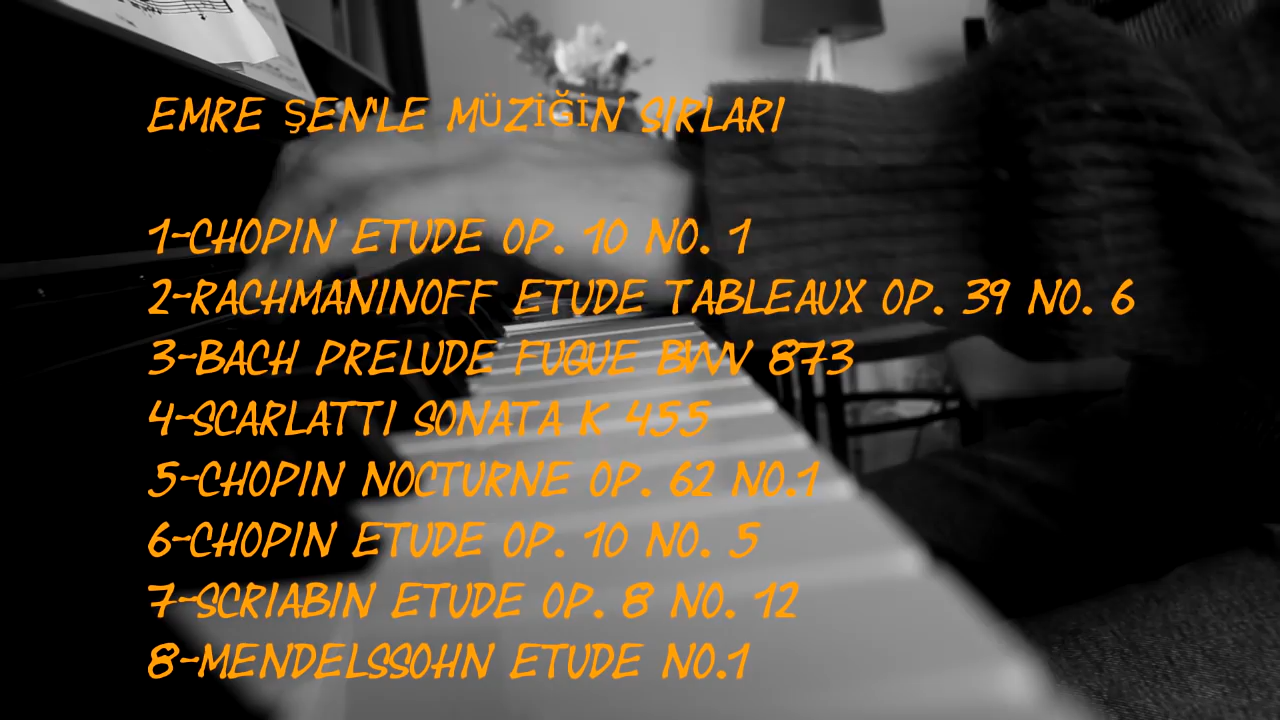 EMRE ŞEN'LE MÜZİĞİN SIRLARI
1-CHOPIN ETUDE OP. 10 NO. 1
2-RACHMANINOFF ETUDE TABLEAUX OP. 39 NO. 6
3-BACH PRELUDE FUGUE BWV 873
4-SCARLATTI SONATA K 455
5-CHOPIN NOCTURNE OP. 62 NO.1
6-CHOPIN ETUDE OP. 10 NO. 5
7-SCRIABIN ETUDE OP. 8 NO. 12
8-MENDELSSOHN ETUDE NO.1